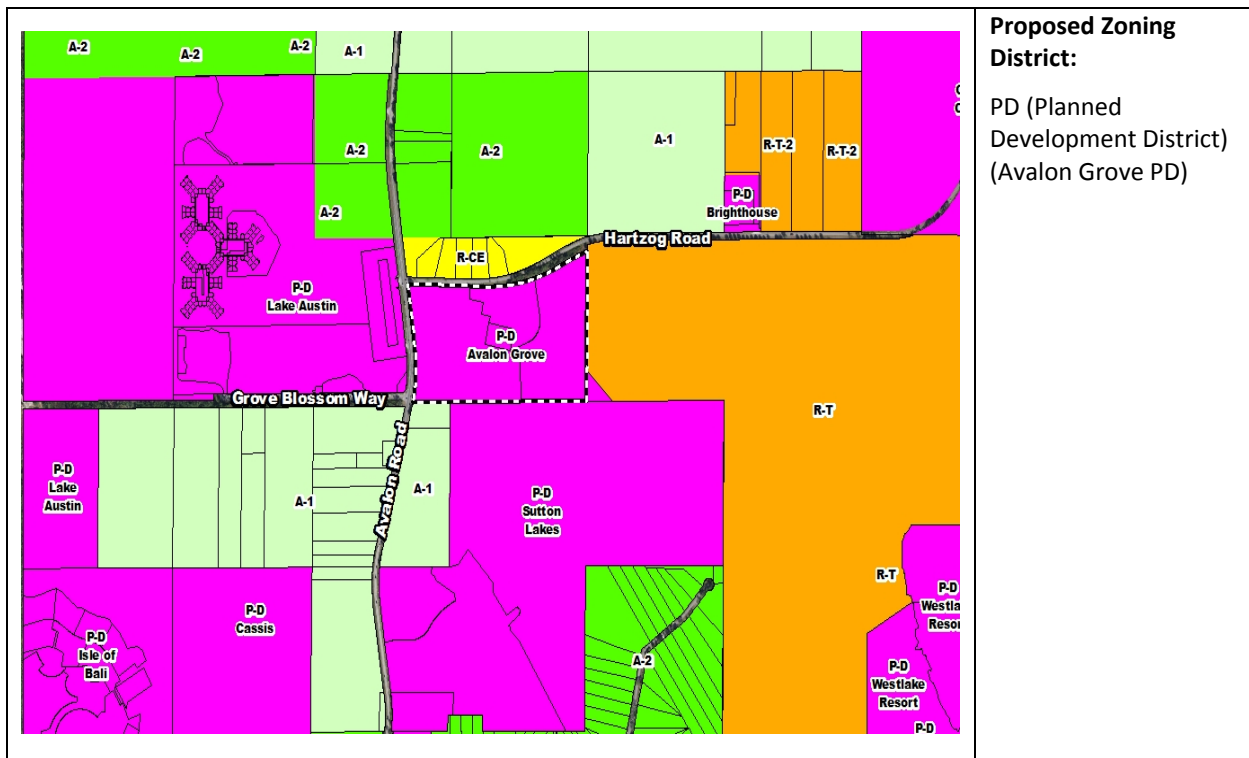 A-2
A-2
A-2
A-1
A-2
A-2
A-1
R-T-2
R-T-2
P-D
Brighthouse
A-2
Hartzog Road
R-CE
P-D
Lake Austin
P-D
Avalon Grove
Grove Blossom Way
R-T
P-D
Lake
Austin
A-1
Avalon Road
A-1
P-D
Sutton
Lakes
R-T
P-D
P-D
Cassis
P-D
Isle of
Bali
A-2
P-D
Westlake
Resort
P-D
Proposed Zoning
District:
PD (Planned
Development District)
(Avalon Grove PD)